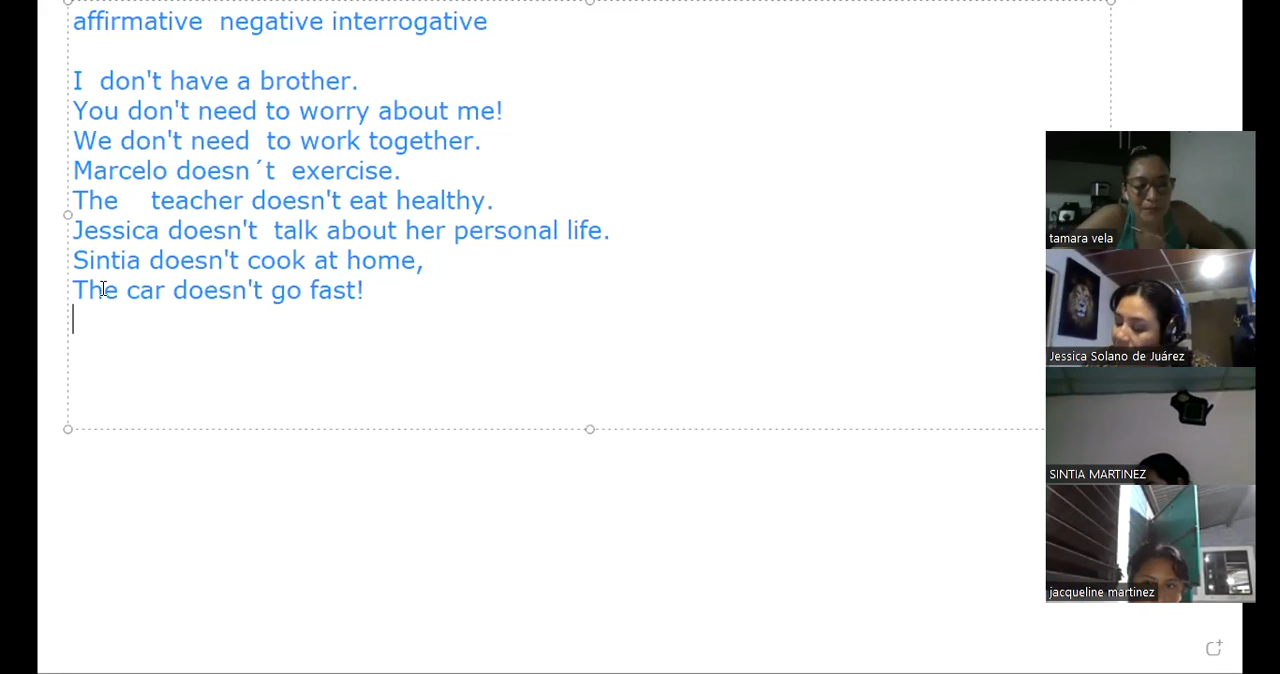 affirmative  negative interrogative
I  don't have a brother.
You don't need to worry about me!
We don't need  to work together.
Marcelo doesn´t  exercise.
The    teacher doesn't eat healthy.
Jessica doesn't  talk about her personal life.
Sintia doesn't cook at home,
The car doesn't go fast!
tamara vela
Jessica Solano de Juárez
SINTIA MARTINEZ
jacqueline martinez